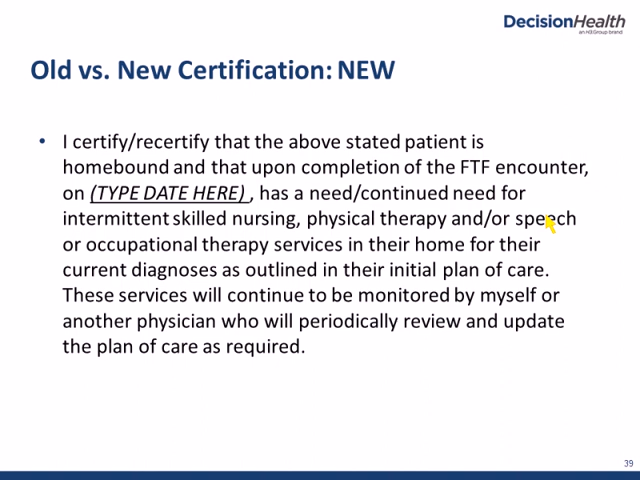 DecisionHealth
an H3.Group brand
Old vs. New Certification: NEW
• I certify/recertify that the above stated patient is
homebound and that upon completion of the FTF encounter,
on (TYPE DATE HERE) , has a need/continued need for
intermittent skilled nursing, physical therapy and/or speech
or occupational therapy services in their home for their
current diagnoses as outlined in their initial plan of care.
These services will continue to be monitored by myself or
another physician who will periodically review and update
the plan of care as required.
39